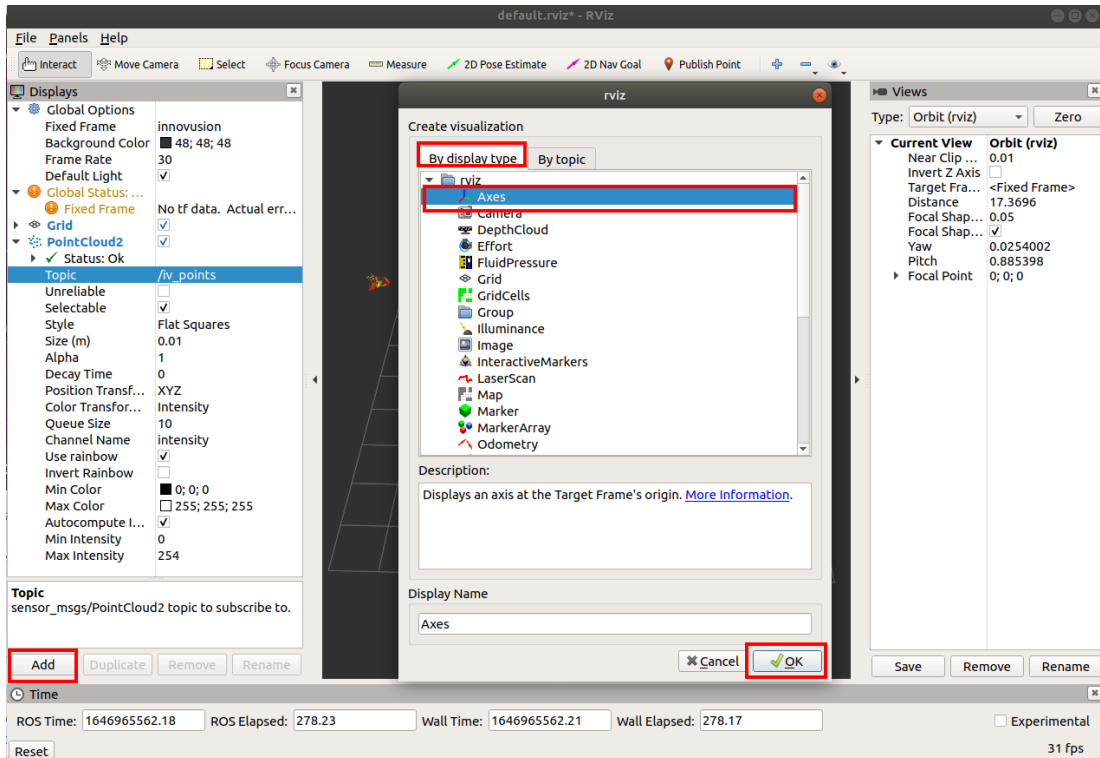 default.rviz* - RViz
File Panels Help
Interact Move Camera Select Focus Camera Measure 2D Pose Estimate 2D Nav Goal Publish Point
Displays
Global Options
Fixed Frame innovusion
Background Color 48; 48; 48
Frame Rate 30
Default Light
Global Status: ...
Fixed Frame No tf data. Actual err...
Grid
PointCloud2
Status: Ok
Topic /iv_points
Unreliable
Selectable
Style Flat Squares
Size (m) 0.01
Alpha 1
Decay Time 0
Position Transf... XYZ
Color Transfor... Intensity
Queue Size 10
Channel Name intensity
Use rainbow
Invert Rainbow
Min Color 0; 0; 0
Max Color 255; 255; 255
Autocompute I...
Min Intensity 0
Max Intensity 254
Topic
sensor_msgs/PointCloud2 topic to subscribe to.
Add Duplicate Remove Rename
rviz
Create visualization
By display type By topic
rviz
Axes
Camera
DepthCloud
Effort
FluidPressure
Grid
GridCells
Group
Illuminance
Image
InteractiveMarkers
LaserScan
Map
Marker
MarkerArray
Odometry
Description:
Displays an axis at the Target Frame's origin. More Information.
Display Name
Axes
Cancel OK
Views
Type: Orbit (rviz) Zero
Current View Orbit (rviz)
Near Clip ... 0.01
Invert Z Axis
Target Fra... <Fixed Frame>
Distance 17.3696
Focal Shap... 0.05
Focal Shap...
Yaw 0.0254002
Pitch 0.885398
Focal Point 0; 0; 0
Save Remove Rename
Time
ROS Time: 1646965562.18 ROS Elapsed: 278.23 Wall Time: 1646965562.21 Wall Elapsed: 278.17 Experimental
Reset 31 fps